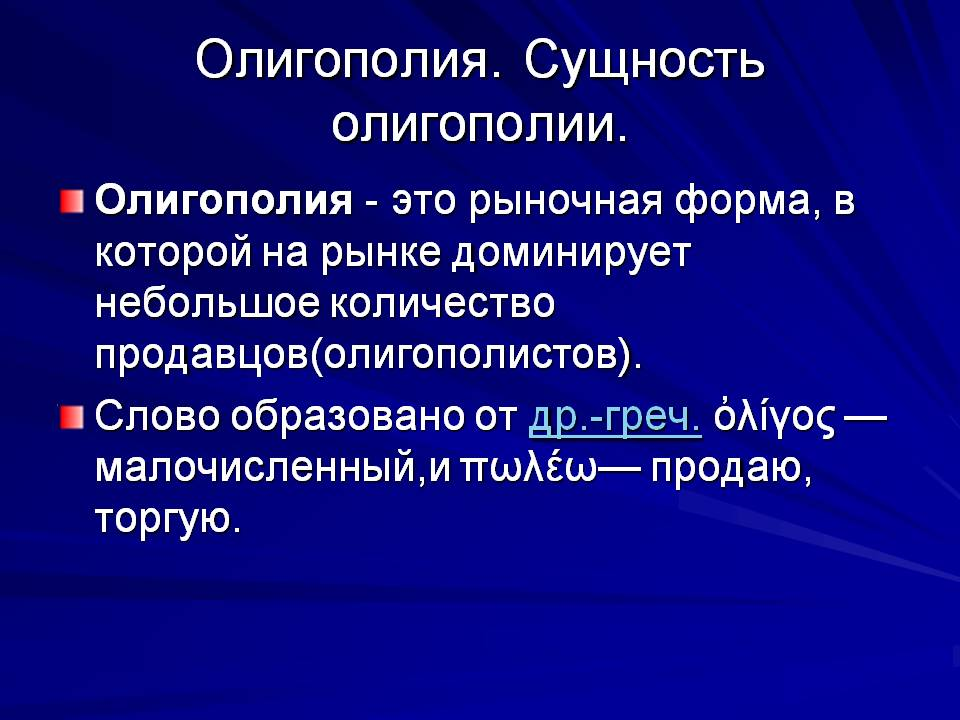 Олигополия. Сущность
олигополии.
Олигополия - это рыночная форма, в
которой на рынке доминирует
небольшое количество
продавцов(олигополистов).
Слово образовано от др.-греч. ὀλίγος —
малочисленный,и πωλέω— продаю,
торгую.